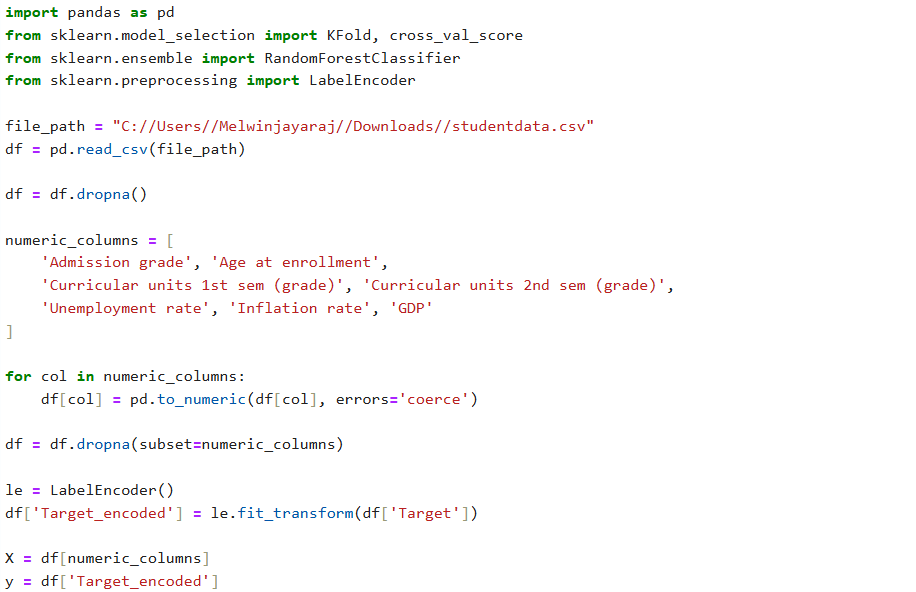 import pandas as pd
from sklearn.model_selection import KFold, cross_val_score
from sklearn.ensemble import RandomForestClassifier
from sklearn.preprocessing import LabelEncoder
file_path = "C://Users//Melwinjayaraj//Downloads//studentdata.csv"
df = pd.read_csv(file_path)
df = df.dropna()
numeric_columns = [
    'Admission grade', 'Age at enrollment',
    'Curricular units 1st sem (grade)', 'Curricular units 2nd sem (grade)',
    'Unemployment rate', 'Inflation rate', 'GDP'
]
for col in numeric_columns:
    df[col] = pd.to_numeric(df[col], errors='coerce')
df = df.dropna(subset=numeric_columns)
le = LabelEncoder()
df['Target_encoded'] = le.fit_transform(df['Target'])
X = df[numeric_columns]
y = df['Target_encoded']